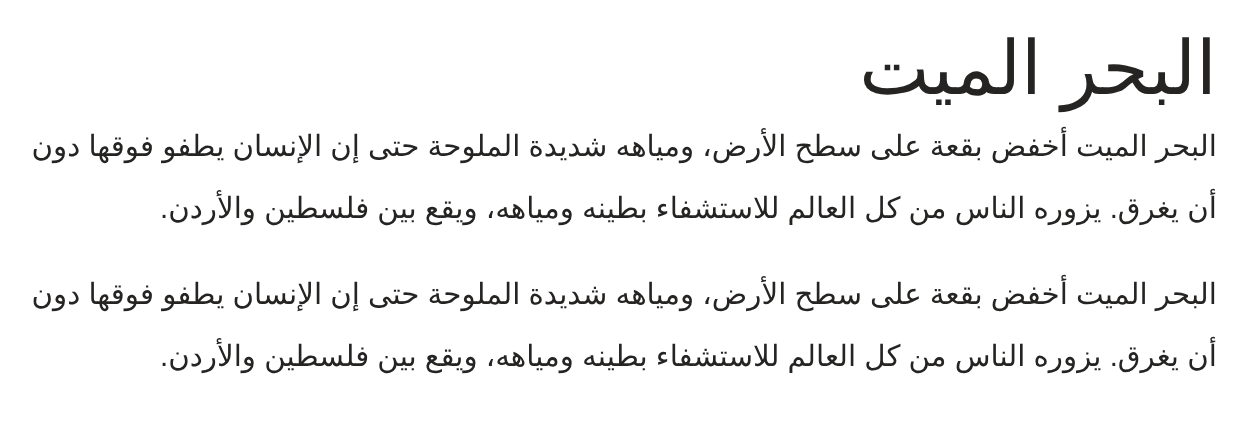 البحر الميت
البحر الميت أخفض بقعة على سطح الأرض، ومياهه شديدة الملوحة حتى إن الإنسان يطفو فوقها دون
أن يغرق. يزوره الناس من كل العالم للاستشفاء بطينه ومياهه، ويقع بين فلسطين والأردن.
البحر الميت أخفض بقعة على سطح الأرض، ومياهه شديدة الملوحة حتى إن الإنسان يطفو فوقها دون
أن يغرق. يزوره الناس من كل العالم للاستشفاء بطينه ومياهه، ويقع بين فلسطين والأردن.